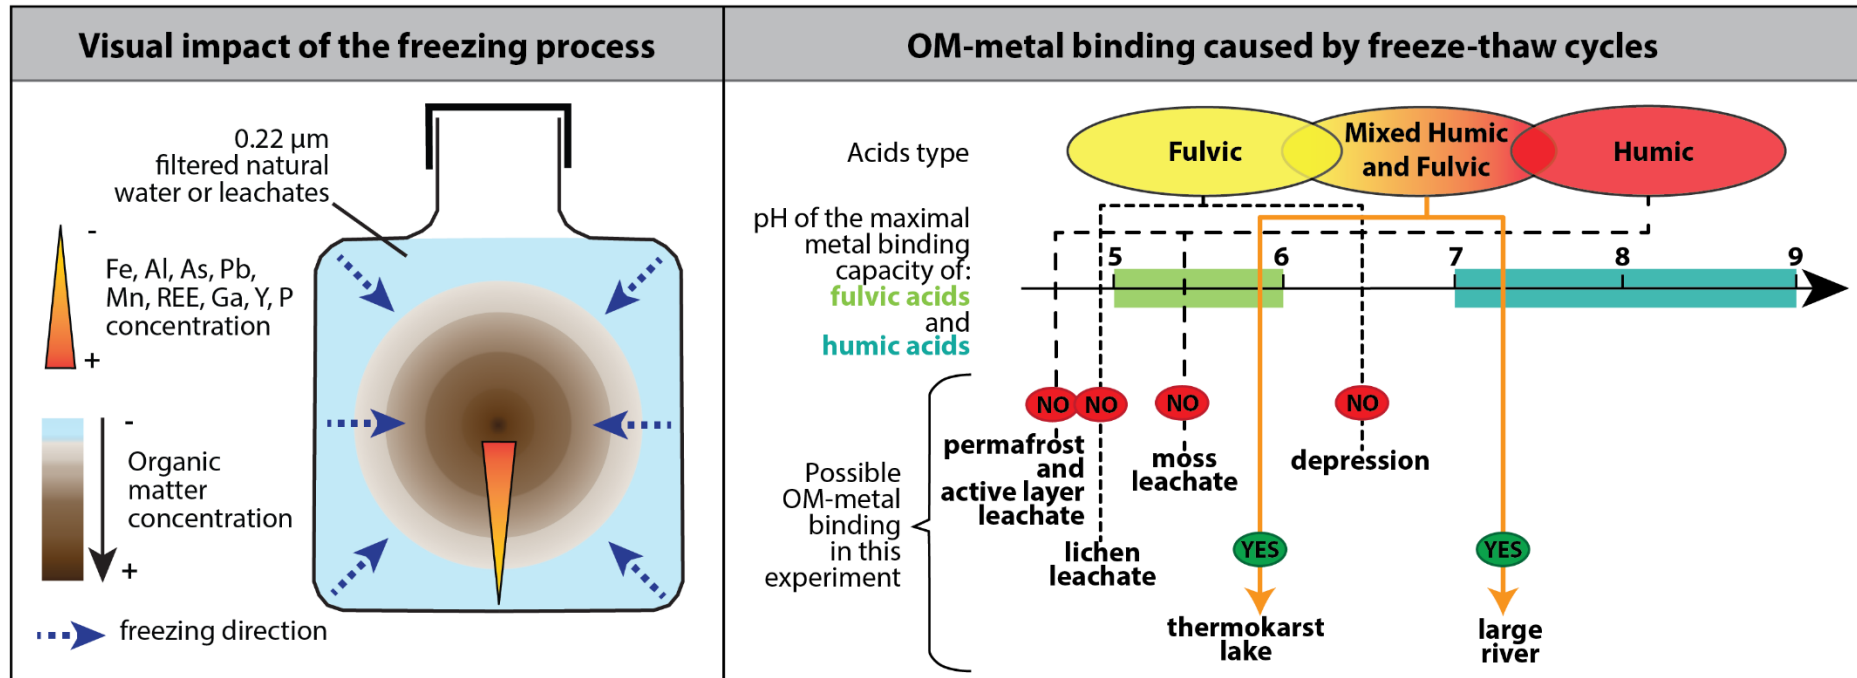 Visual impact of the freezing process
0.22 µm
filtered natural
water or leachates
-
Fe, Al, As, Pb,
Mn, REE, Ga, Y, P
concentration
+
-
Organic
matter
concentration
+
freezing direction
OM-metal binding caused by freeze-thaw cycles
Acids type
Fulvic
Mixed Humic
and Fulvic
Humic
pH of the maximal
metal binding
capacity of:
fulvic acids
and
humic acids
5
6
7
8
9
Possible
OM-metal
binding
in this
experiment
NO
NO
NO
NO
permafrost
and
active layer
leachate
lichen
leachate
moss
leachate
depression
YES
YES
thermokarst
lake
large
river